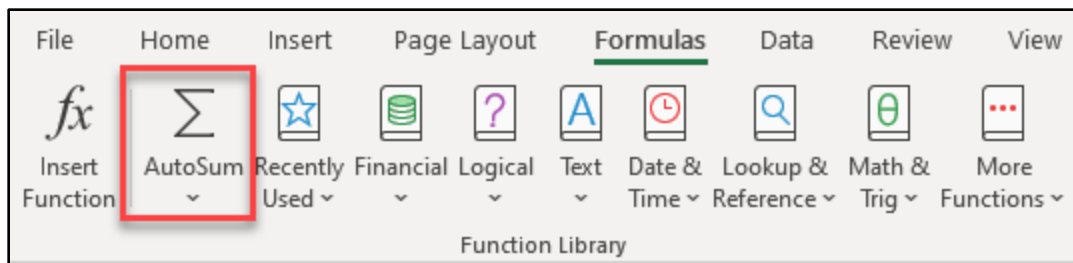 File Home Insert Page Layout Formulas Data Review View
fx Σ ? A θ
Insert AutoSum Recently Financial Logical Text Date & Lookup & Math & More
Function Used Time Reference Trig Functions
Function Library